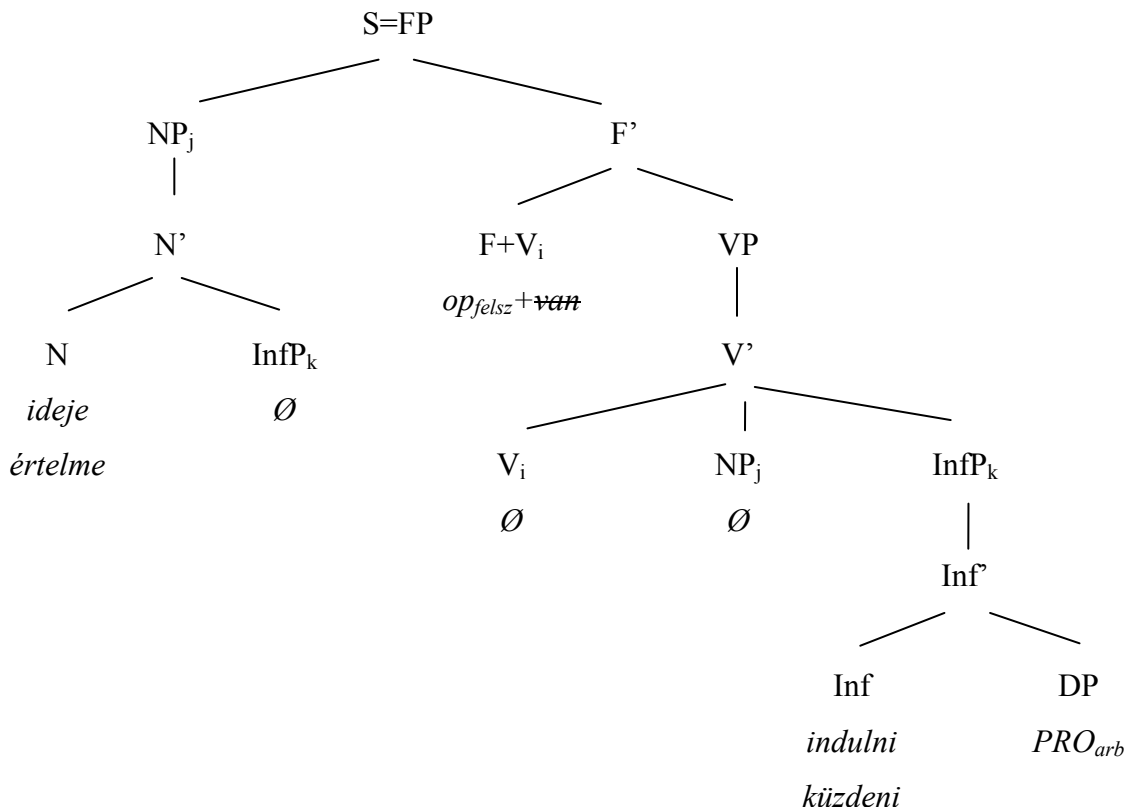 S=FP
NPj F’
N’ F+Vi VP
opfelsz+van
N InfPk V’
ideje Ø
értelme Vi NPj InfPk
Ø Ø
Inf’
Inf DP
indulni PROarb
küzdeni